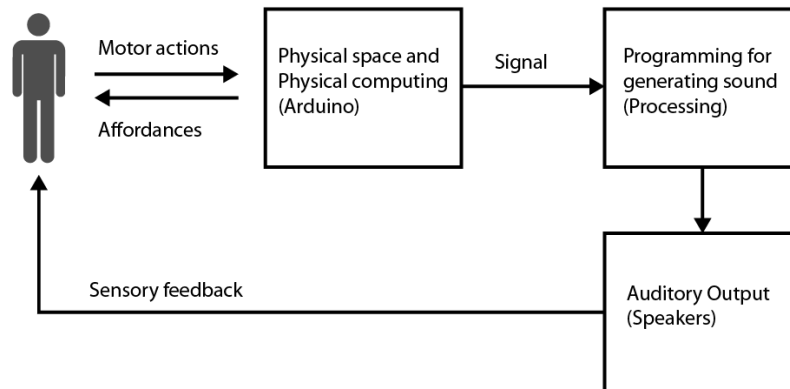 Motor actions
Affordances
Physical space and
Physical computing
(Arduino)
Signal
Programming for
generating sound
(Processing)
Sensory feedback
Auditory Output
(Speakers)